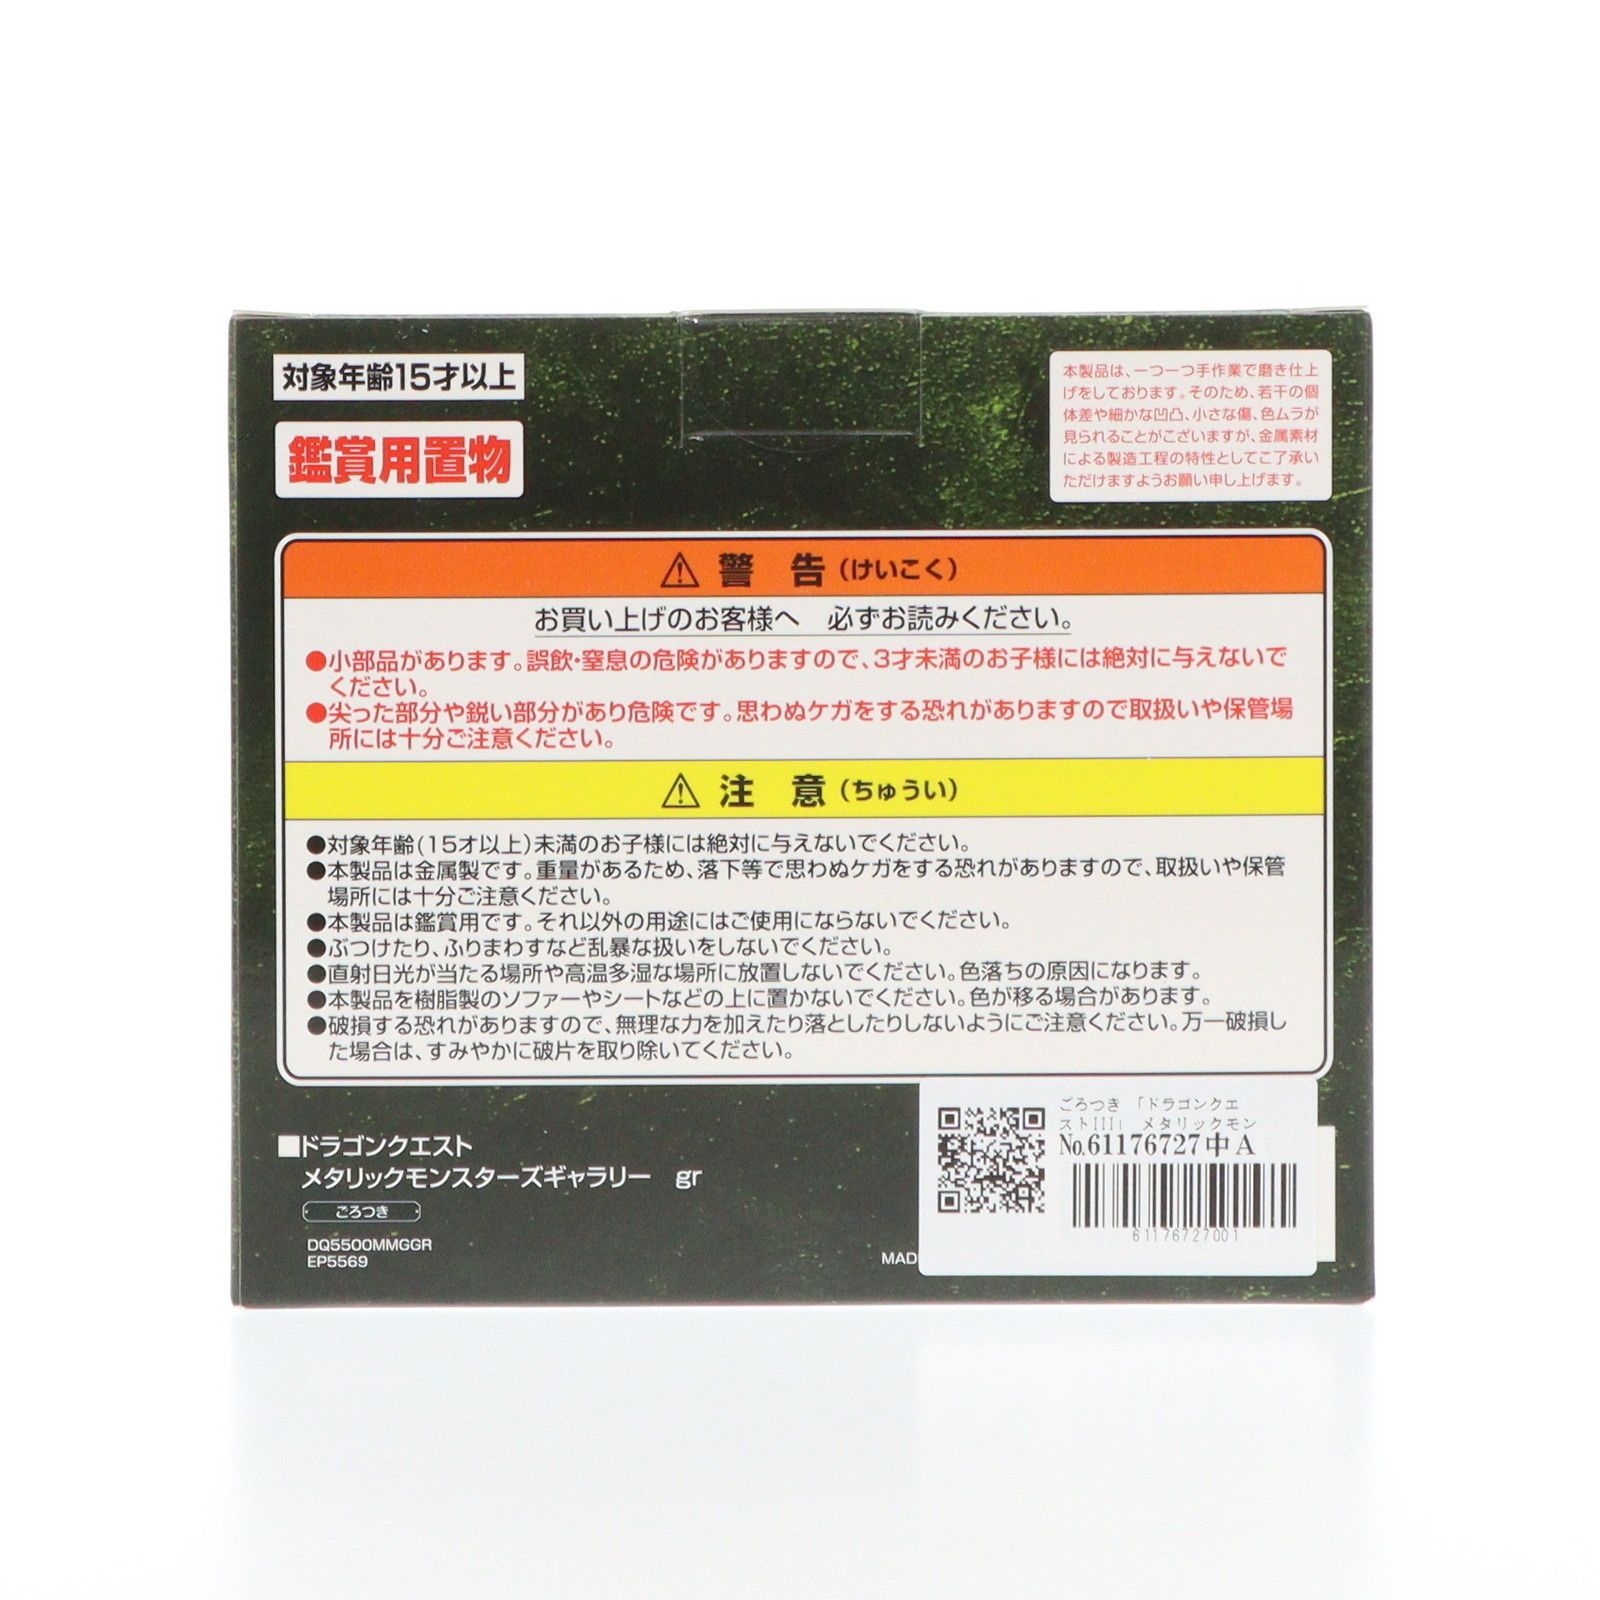 対象年齢15才以上
鑑賞用置物
本製品は、一つ一つ手作業で磨き仕上
げをしております。そのため、若干の個
体差や細かな凹凸、小さな傷、色ムラが
見られることがございますが、金属素材
による製造工程の特性としてご了承い
ただけますようお願い申し上げます。
⚠ 警 告 (けいこく)
お買い上げのお客様へ 必ずお読みください。
●小部品があります。誤飲・窒息の危険がありますので、3才未満のお子様には絶対に与えないで
ください。
●尖った部分や鋭い部分があり危険です。思わぬケガをする恐れがありますので取扱いや保管場
所には十分ご注意ください。
⚠ 注 意 (ちゅうい)
●対象年齢(15才以上)未満のお子様には絶対に与えないでください。
●本製品は金属製です。重量があるため、落下等で思わぬケガをする恐れがありますので、取扱いや保管
場所には十分ご注意ください。
●本製品は鑑賞用です。それ以外の用途にはご使用にならないでください。
●ぶつけたり、ふりまわすなど乱暴な扱いをしないでください。
●直射日光が当たる場所や高温多湿な場所に放置しないでください。色落ちの原因になります。
●本製品を樹脂製のソファーやシートなどの上に置かないでください。色が移る場合があります。
●破損する恐れがありますので、無理な力を加えたり落としたりしないようにご注意ください。万一破損し
た場合は、すみやかに破片を取り除いてください。
■ドラゴンクエスト
メタリックモンスターズギャラリー gr
ごろつき
DQ5500MMGGR
EP5569
MAD
ごろつき 「ドラゴンクエ
ストIII」 メタリックモン
No.61176727中A
61176727001